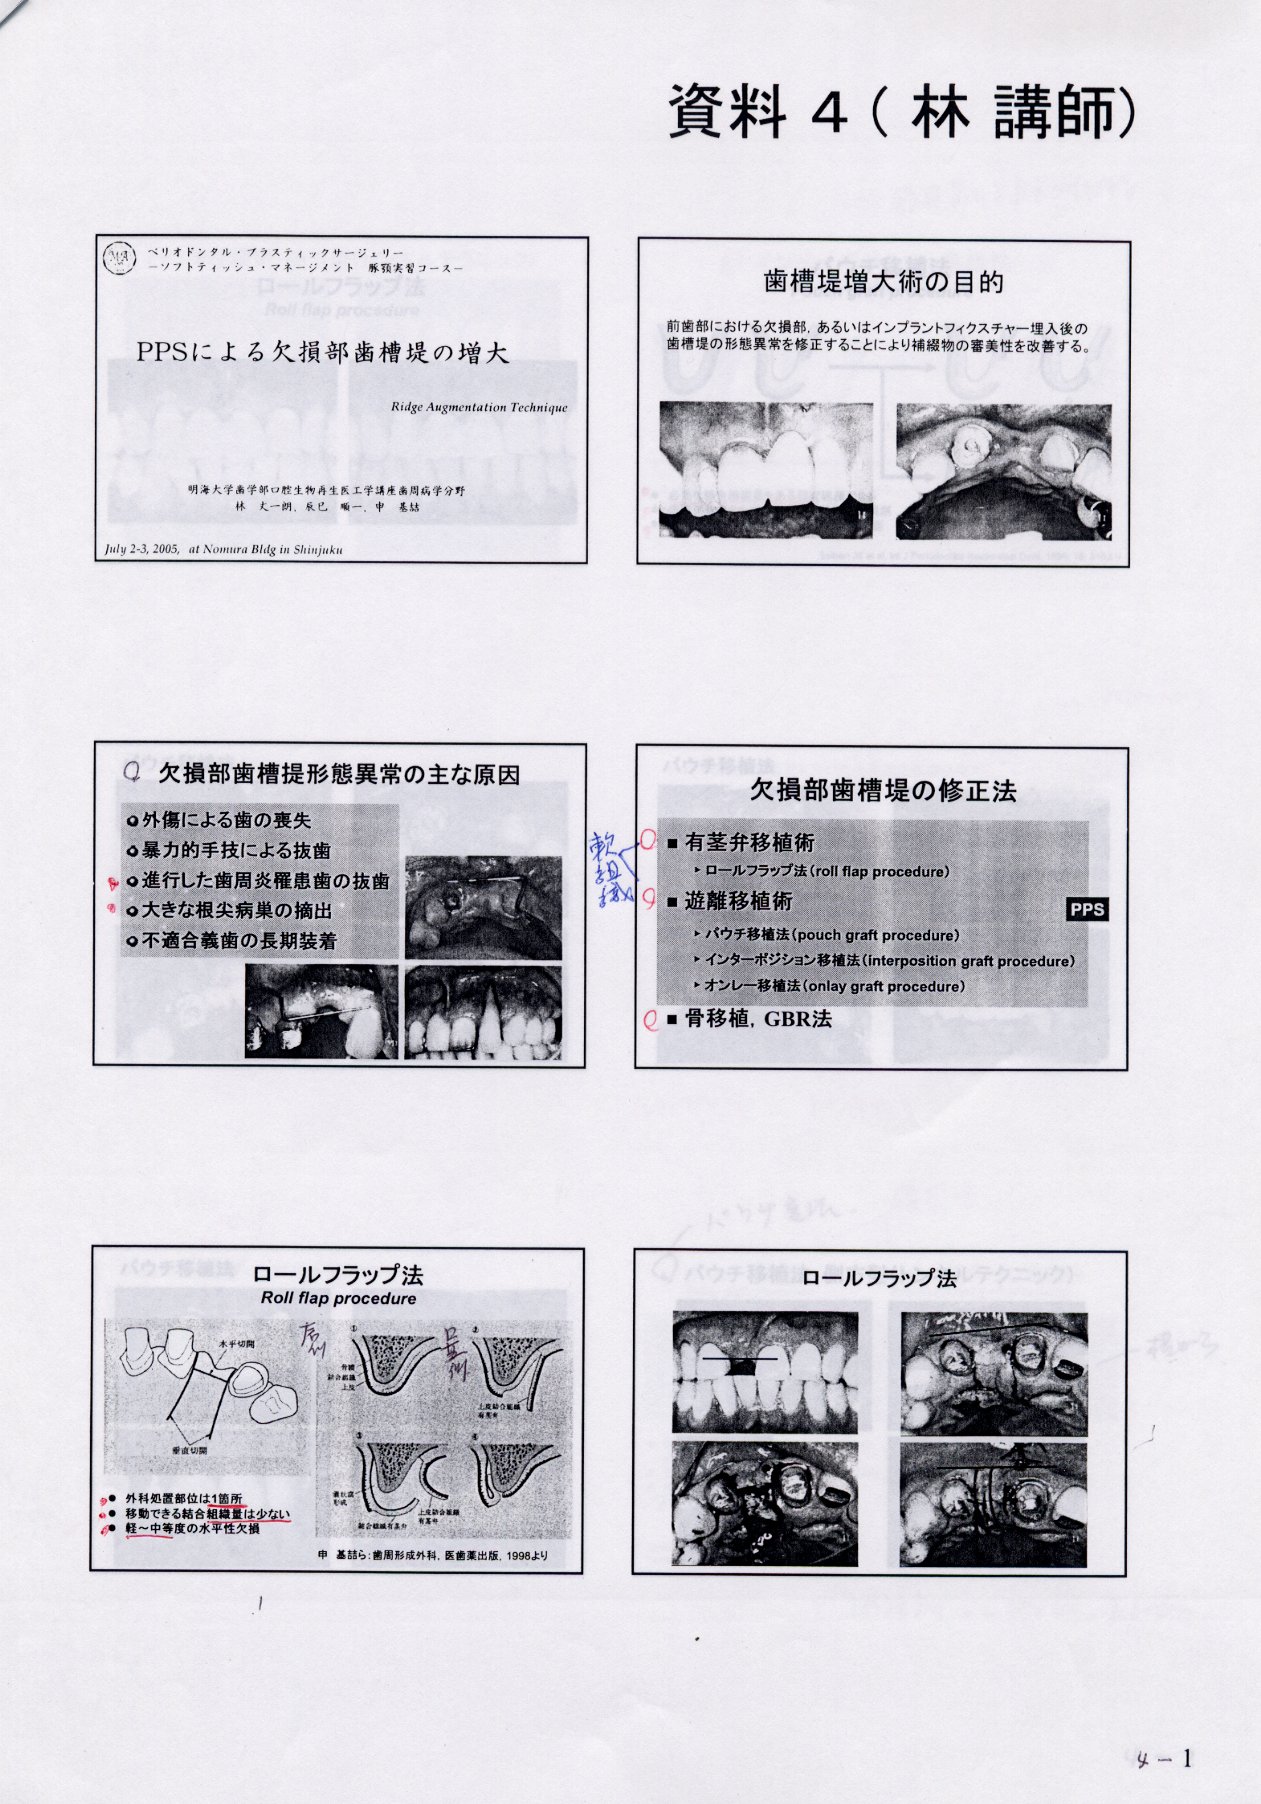 資料 4 ( 林 講師)
ペリオドンタル・プラスティックサージェリー
－ソフトティッシュ・マネージメント 豚顎実習コース－
PPSによる欠損部歯槽堤の増大
Ridge Augmentation Technique
明海大学歯学部口腔生物再生医工学講座歯周病学分野
林 丈一朗, 辰巳 順一, 申 基喆
July 2-3, 2005, at Nomura Bldg in Shinjuku
歯槽堤増大術の目的
前歯部における欠損部, あるいはインプラントフィクスチャー埋入後の
歯槽堤の形態異常を修正することにより補綴物の審美性を改善する。
欠損部歯槽提形態異常の主な原因
外傷による歯の喪失
暴力的手技による抜歯
進行した歯周炎罹患歯の抜歯
大きな根尖病巣の摘出
不適合義歯の長期装着
欠損部歯槽堤の修正法
軟組織
■ 有茎弁移植術
▸ ロールフラップ法(roll flap procedure)
■ 遊離移植術
PPS
▸ パウチ移植法(pouch graft procedure)
▸ インターポジション移植法(interposition graft procedure)
▸ オンレー移植法(onlay graft procedure)
■ 骨移植, GBR法
ロールフラップ法
Roll flap procedure
水平切開
垂直切開
唇側
口蓋側
①
②
骨膜
結合組織
上皮
上皮結合組織
有茎弁
③
④
形成
結合組織有茎弁
上皮結合組織
有茎弁
● 外科処置部位は1箇所
● 移動できる結合組織量は少ない
● 軽～中等度の水平性欠損
申 基喆ら:歯周形成外科, 医歯薬出版, 1998より
ロールフラップ法
4 － 1